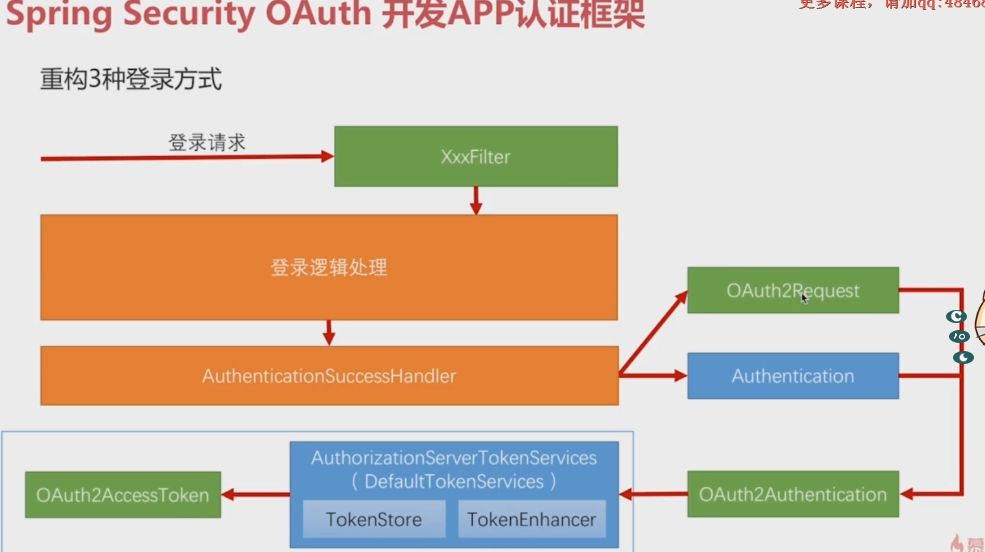 Spring Security OAuth 开发APP认证框架
更多课程，请加qq:48468
重构3种登录方式
登录请求
XxxFilter
登录逻辑处理
OAuth2Request
AuthenticationSuccessHandler
Authentication
AuthorizationServerTokenServices
（ DefaultTokenServices ）
OAuth2AccessToken
OAuth2Authentication
TokenStore
TokenEnhancer